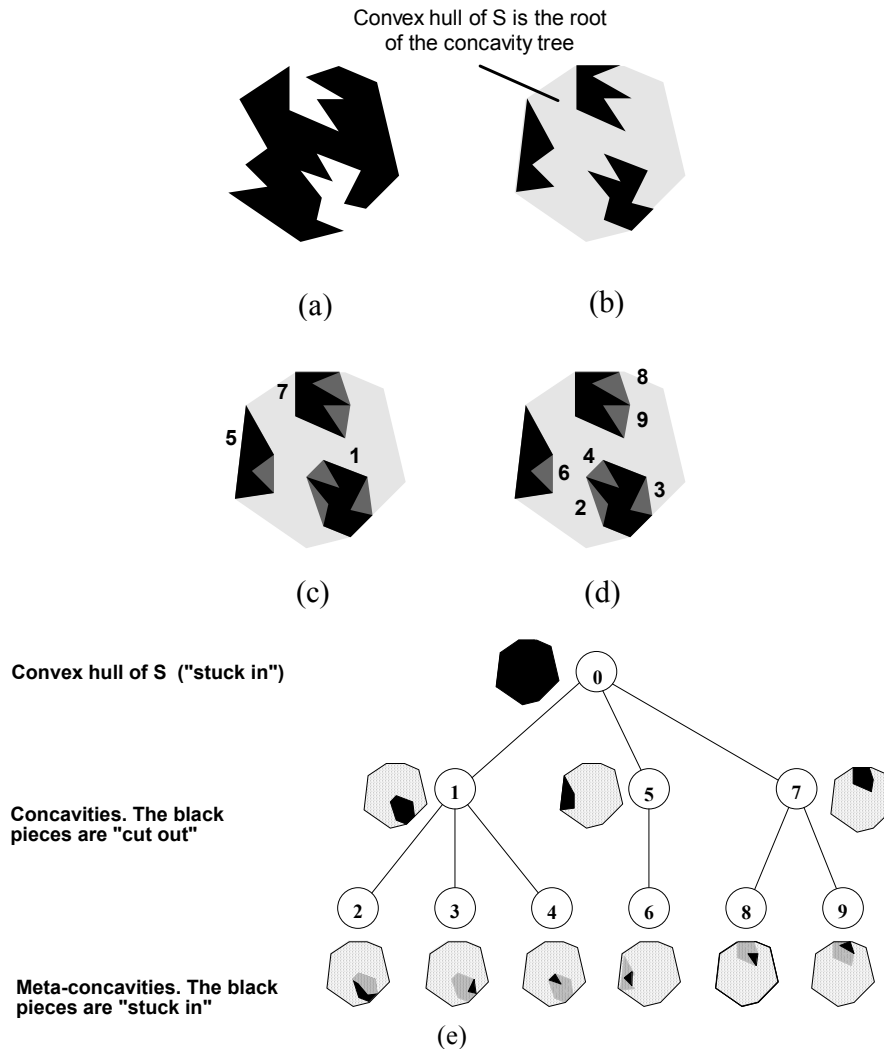 Convex hull of S is the root
of the concavity tree
(a)
(b)
7
5
1
8
9
4
6
3
2
(c)
(d)
Convex hull of S ("stuck in")
0
Concavities. The black
pieces are "cut out"
1
5
7
2
3
4
6
8
9
Meta-concavities. The black
pieces are "stuck in"
(e)